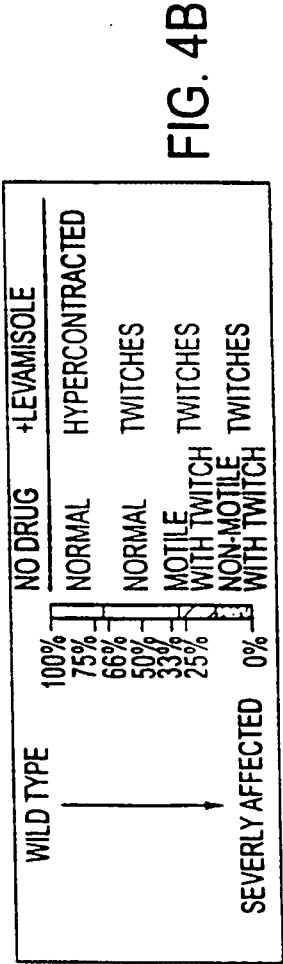 WILD TYPE NO DRUG +LEVAMISOLE
100%
75% NORMAL HYPERCONTRACTED
66%
50% NORMAL TWITCHES
33% MOTILE
25% WITH TWITCH TWITCHES
NON-MOTILE
0% WITH TWITCH TWITCHES
SEVERLY AFFECTED
FIG. 4B